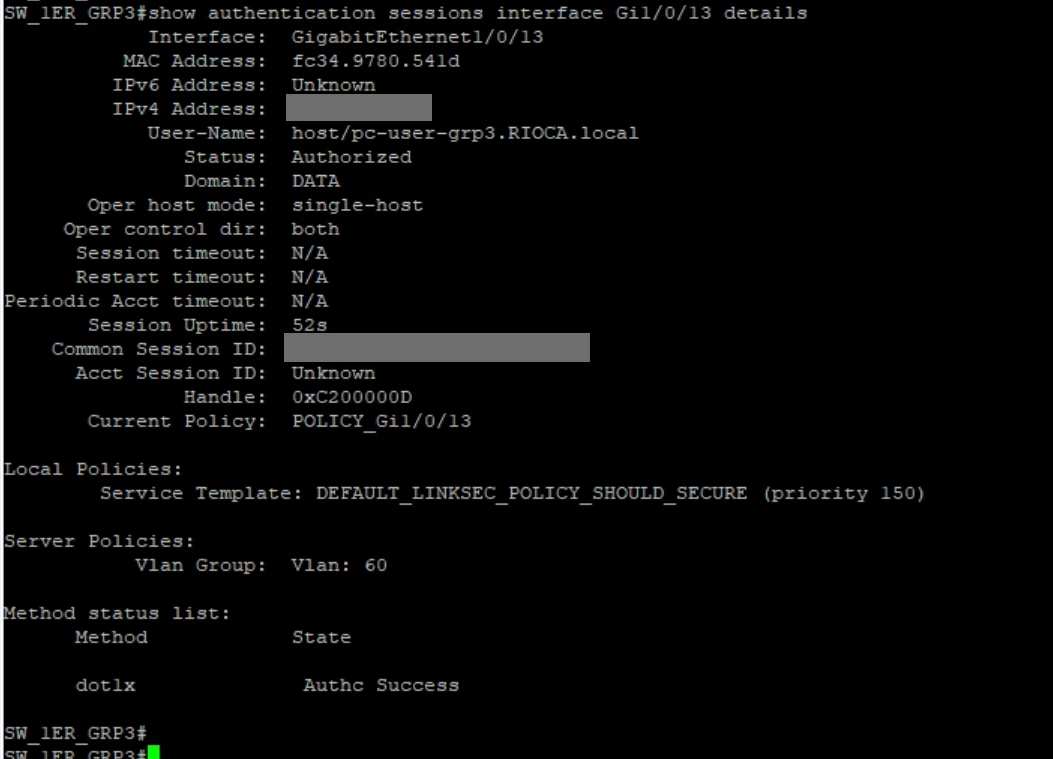 SW_1ER_GRP3#show authentication sessions interface Gi1/0/13 details
Interface: GigabitEthernet1/0/13
MAC Address: fc34.9780.541d
IPv6 Address: Unknown
IPv4 Address:
User-Name: host/pc-user-grp3.RIOCA.local
Status: Authorized
Domain: DATA
Oper host mode: single-host
Oper control dir: both
Session timeout: N/A
Restart timeout: N/A
Periodic Acct timeout: N/A
Session Uptime: 52s
Common Session ID:
Acct Session ID: Unknown
Handle: 0xC200000D
Current Policy: POLICY_Gi1/0/13
Local Policies:
Service Template: DEFAULT_LINKSEC_POLICY_SHOULD_SECURE (priority 150)
Server Policies:
Vlan Group: Vlan: 60
Method status list:
Method State
dot1x Authc Success
SW_1ER_GRP3#
SW_1ER_GRP3#